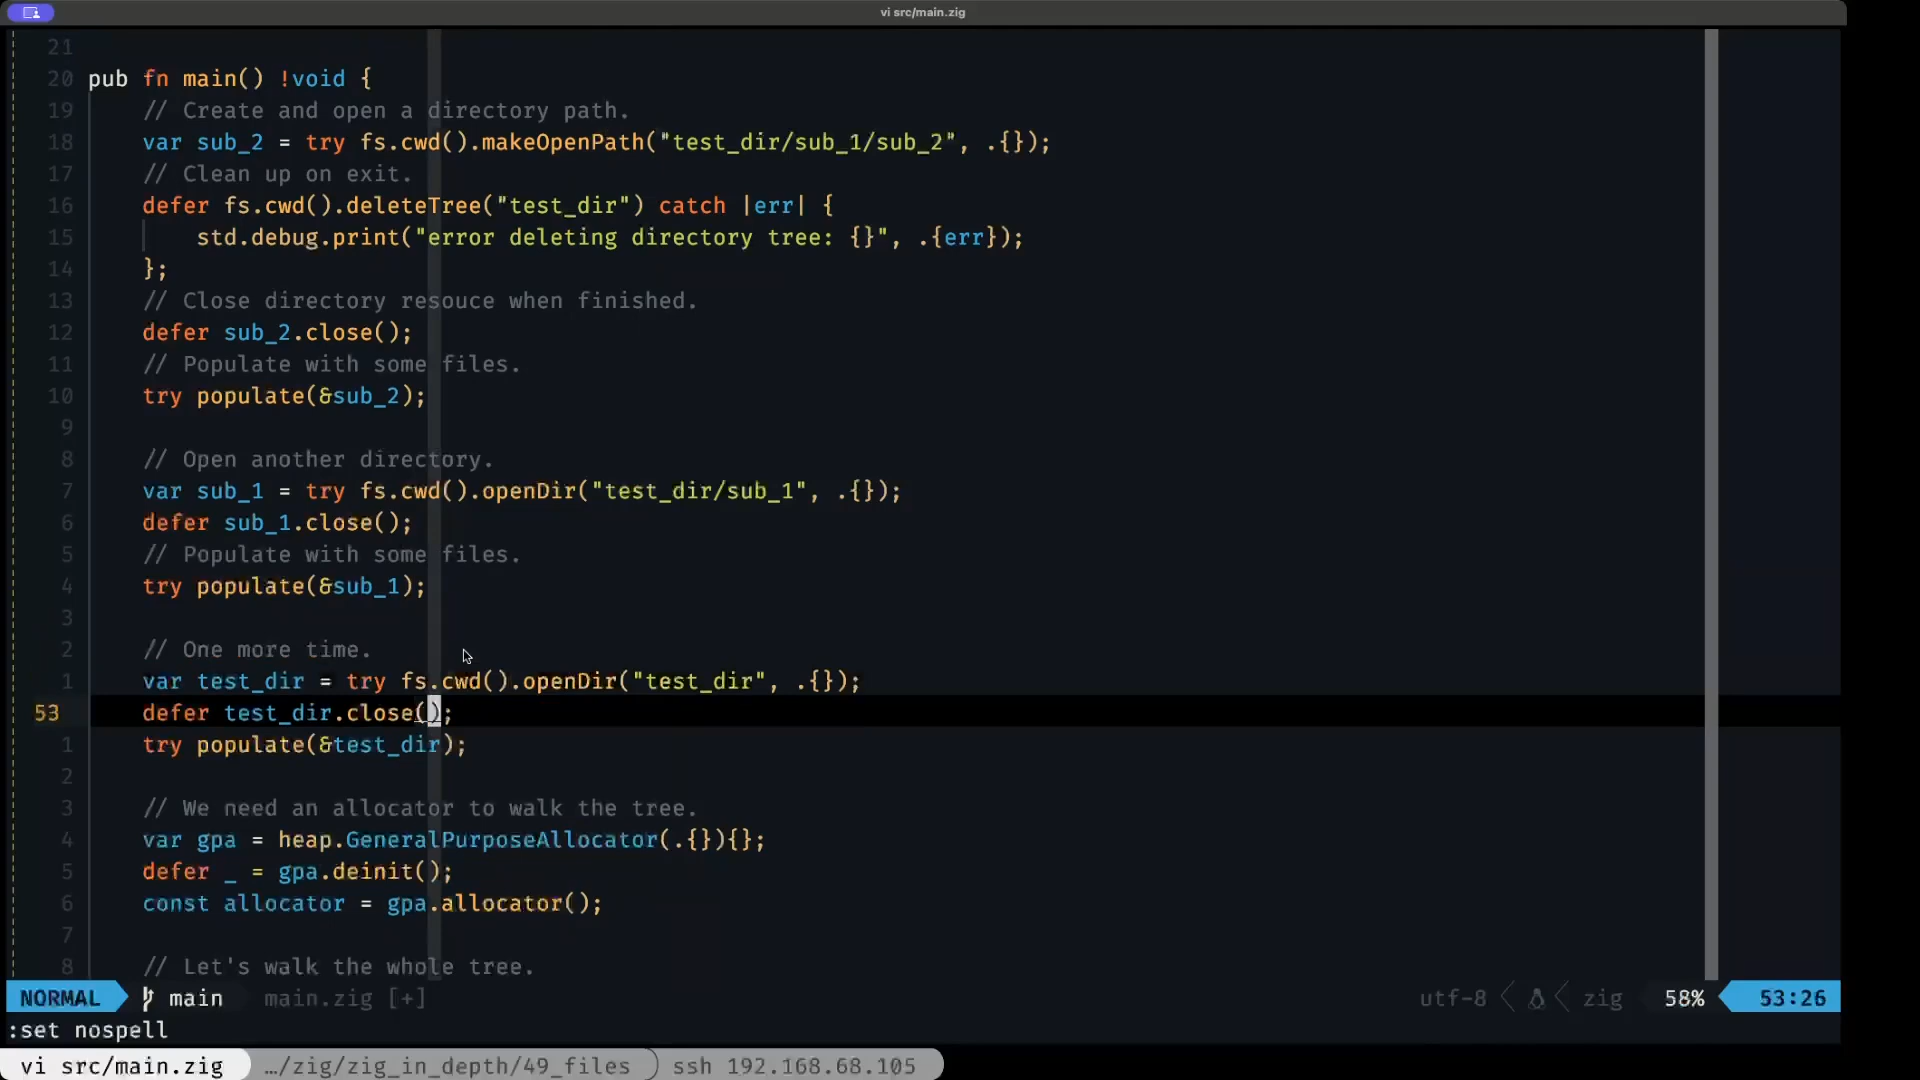 vi src/main.zig
21
20 pub fn main() !void {
19 // Create and open a directory path.
18 var sub_2 = try fs.cwd().makeOpenPath("test_dir/sub_1/sub_2", .{});
17 // Clean up on exit.
16 defer fs.cwd().deleteTree("test_dir") catch |err| {
15 std.debug.print("error deleting directory tree: {}", .{err});
14 };
13 // Close directory resouce when finished.
12 defer sub_2.close();
11 // Populate with some files.
10 try populate(&sub_2);
9
8 // Open another directory.
7 var sub_1 = try fs.cwd().openDir("test_dir/sub_1", .{});
6 defer sub_1.close();
5 // Populate with some files.
4 try populate(&sub_1);
3
2 // One more time.
1 var test_dir = try fs.cwd().openDir("test_dir", .{});
53 defer test_dir.close();
1 try populate(&test_dir);
2
3 // We need an allocator to walk the tree.
4 var gpa = heap.GeneralPurposeAllocator(.{}){};
5 defer _ = gpa.deinit();
6 const allocator = gpa.allocator();
7
8 // Let's walk the whole tree.
NORMAL main main.zig [+] utf-8 zig 58% 53:26
:set nospell
vi src/main.zig …/zig/zig_in_depth/49_files ssh 192.168.68.105